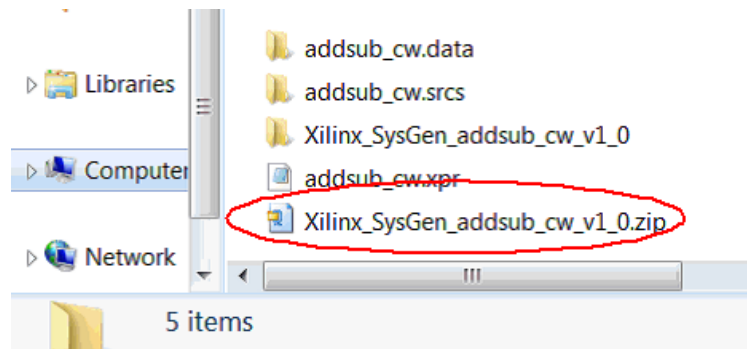 addsub_cw.data
Libraries
addsub_cw.srcs
Xilinx_SysGen_addsub_cw_v1_0
Computer
addsub_cw.xpr
Xilinx_SysGen_addsub_cw_v1_0.zip
Network
5 items